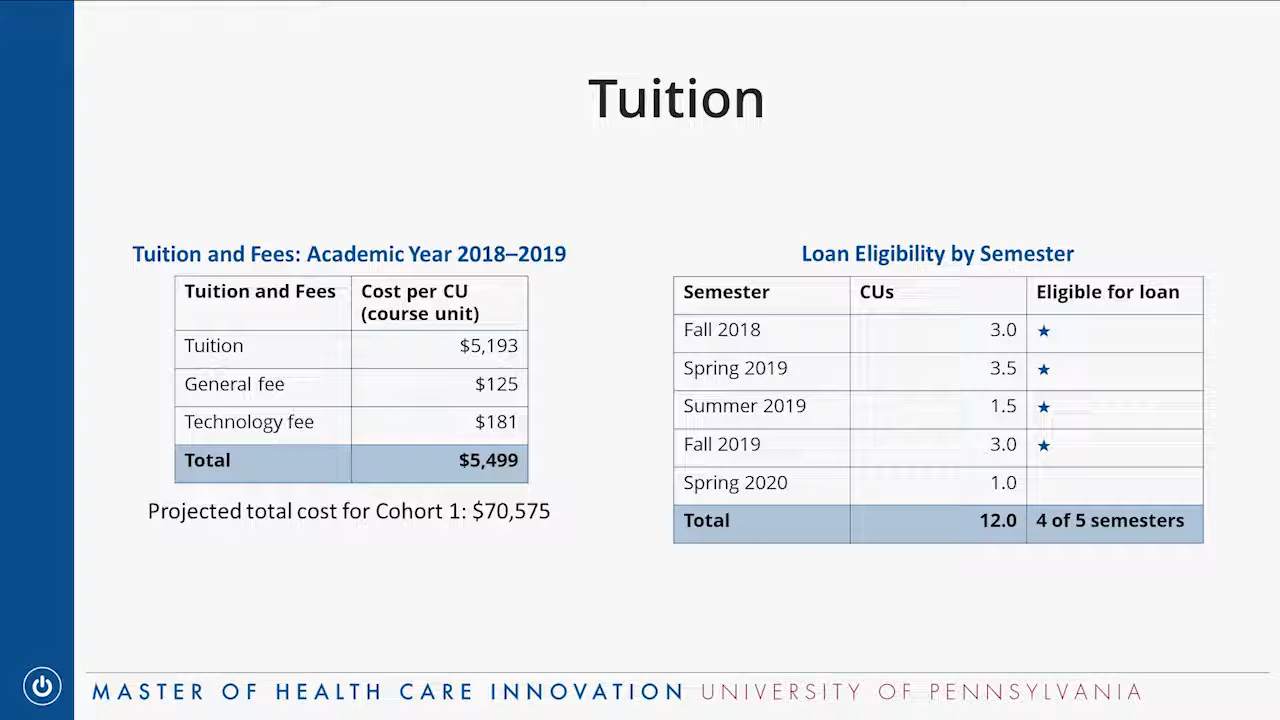 Tuition
Tuition and Fees: Academic Year 2018–2019
Tuition and Fees Cost per CU
(course unit)
Tuition $5,193
General fee $125
Technology fee $181
Total $5,499
Projected total cost for Cohort 1: $70,575
Loan Eligibility by Semester
Semester CUs Eligible for loan
Fall 2018 3.0 ★
Spring 2019 3.5 ★
Summer 2019 1.5 ★
Fall 2019 3.0 ★
Spring 2020 1.0
Total 12.0 4 of 5 semesters
MASTER OF HEALTH CARE INNOVATION UNIVERSITY OF PENNSYLVANIA